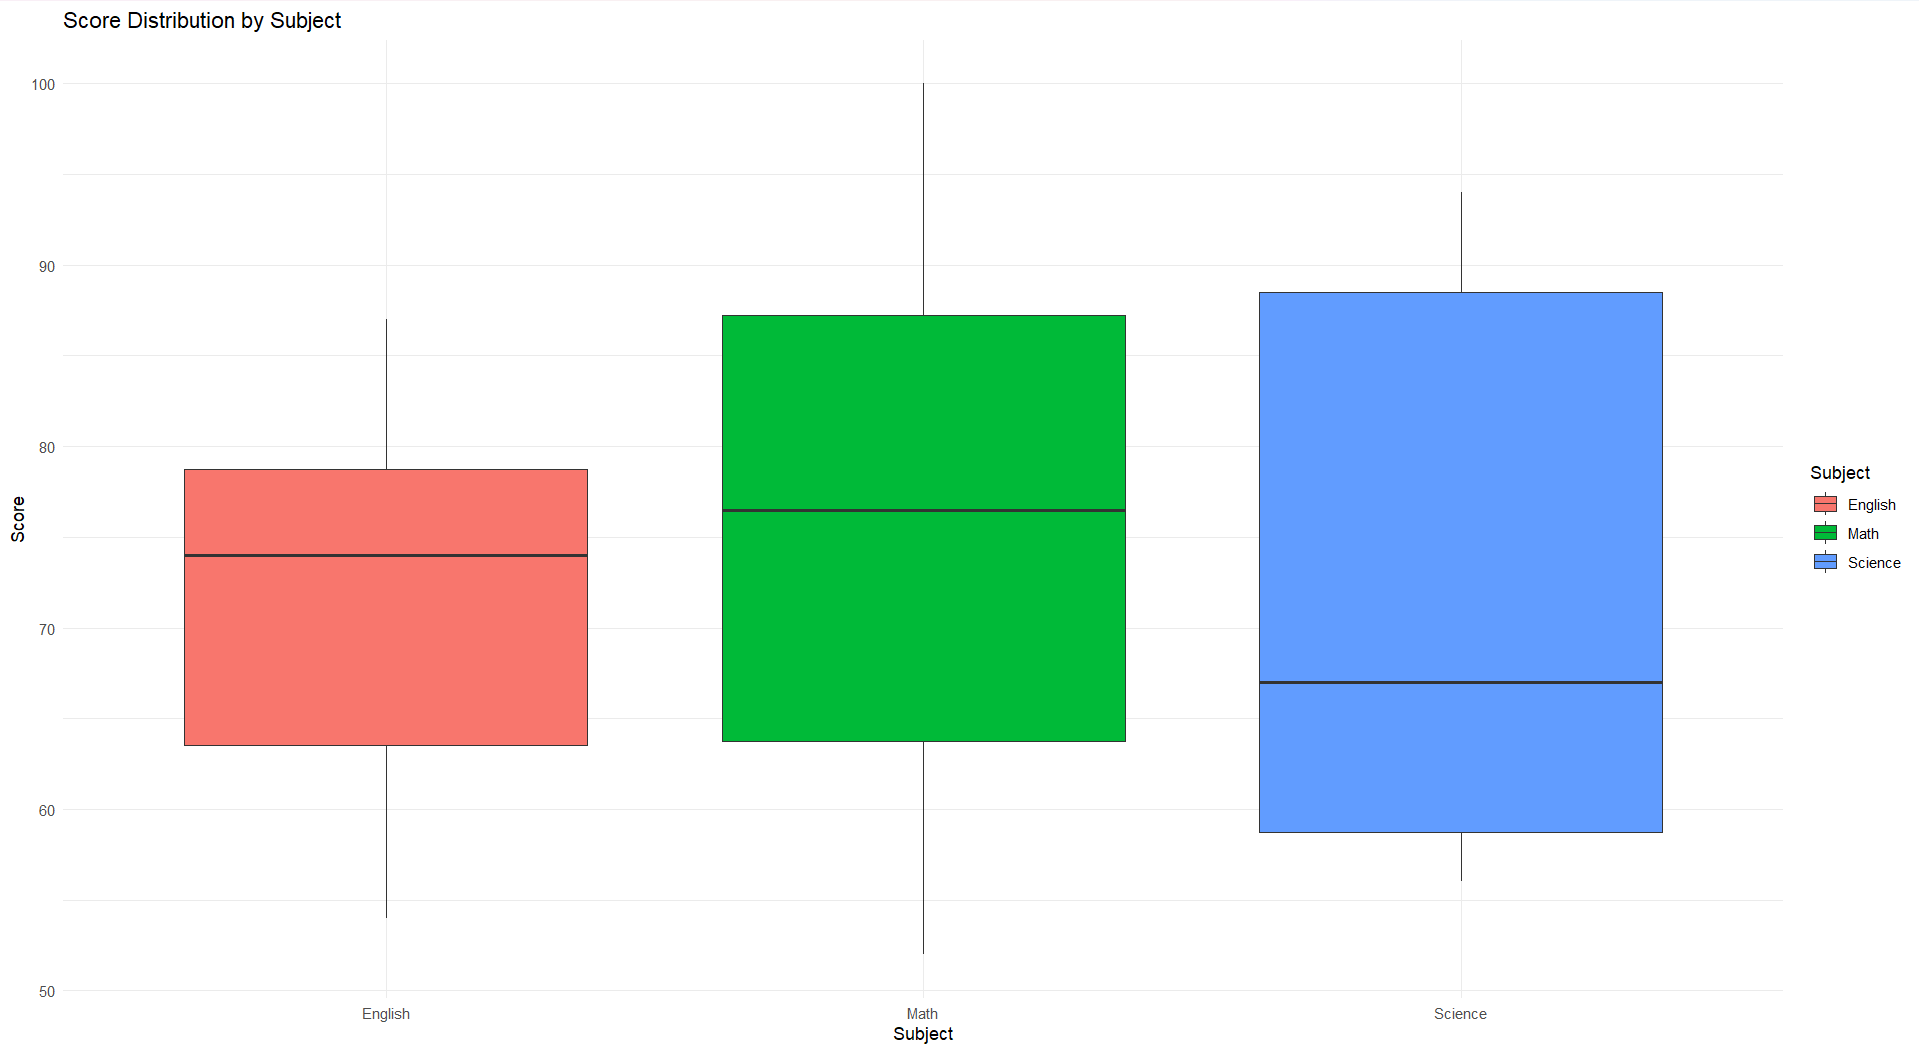 Score Distribution by Subject
100
90
80
70
60
50
Score
English
Math
Science
Subject
Subject
English
Math
Science